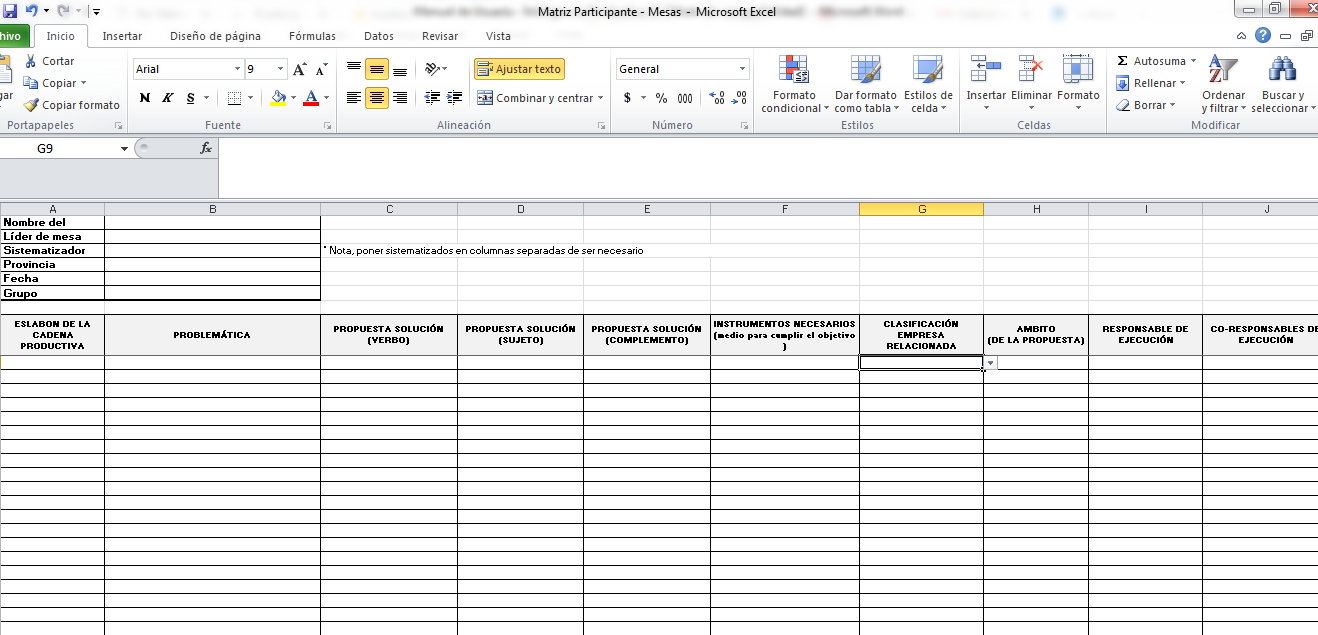 Matriz Participante - Mesas - Microsoft Excel
hivo Inicio Insertar Diseño de página Fórmulas Datos Revisar Vista
gar
Cortar
Copiar
Copiar formato
Portapapeles
Arial 9 A A
N K S A
Fuente
Ajustar texto
Combinar y centrar
Alineación
General
$ % 000
Número
Formato condicional
Dar formato como tabla
Estilos de celda
Estilos
Insertar Eliminar Formato
Celdas
Σ Autosuma
Rellenar
Borrar
Ordenar y filtrar
Buscar y seleccionar
Modificar
G9 fx
A B C D E F G H I J
Nombre del
Líder de mesa
Sistematizador
* Nota, poner sistematizados en columnas separadas de ser necesario
Provincia
Fecha
Grupo
ESLABON DE LA
CADENA
PRODUCTIVA
PROBLEMÁTICA
PROPUESTA SOLUCIÓN
(VERBO)
PROPUESTA SOLUCIÓN
(SUJETO)
PROPUESTA SOLUCIÓN
(COMPLEMENTO)
INSTRUMENTOS NECESARIOS
(medio para cumplir el objetivo
)
CLASIFICACIÓN
EMPRESA
RELACIONADA
AMBITO
(DE LA PROPUESTA)
RESPONSABLE DE
EJECUCIÓN
CO-RESPONSABLES DE
EJECUCIÓN